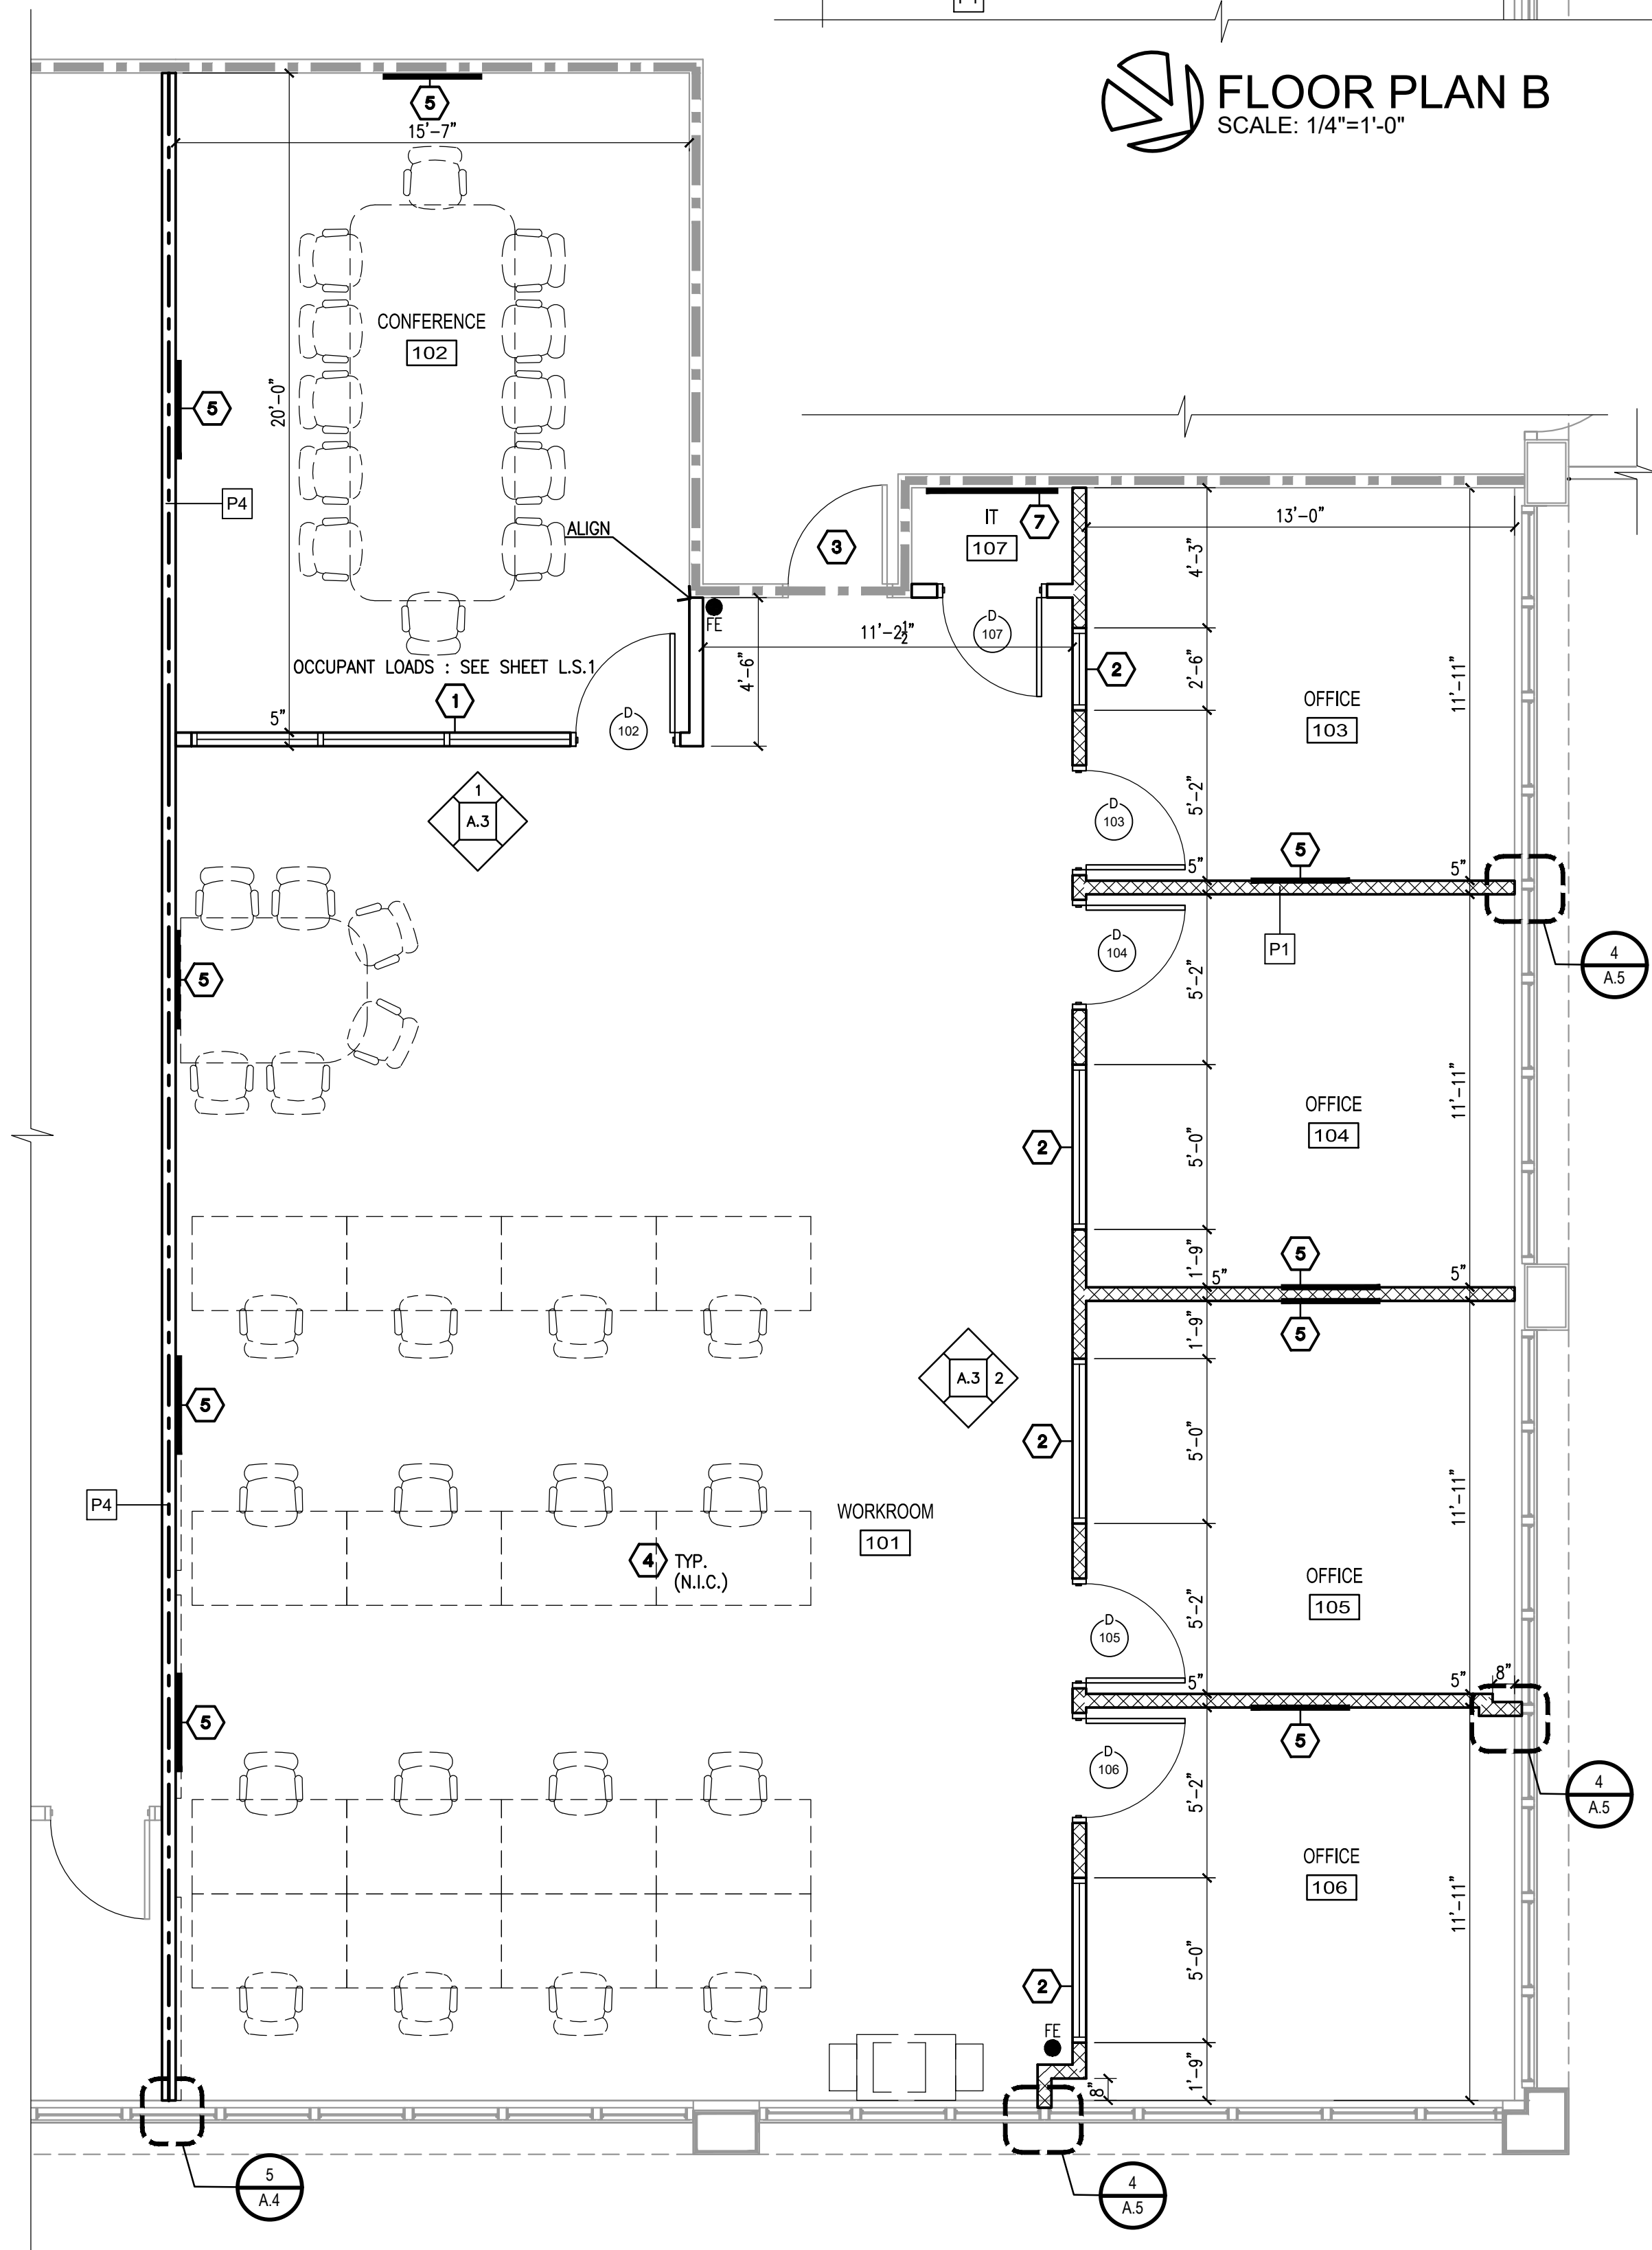 FLOOR PLAN B
SCALE: 1/4"=1'-0"
5
15'-7"
CONFERENCE
102
20'-0"
5
P4
ALIGN
3
IT
107
7
13'-0"
4'-3"
FE
11'-2½"
D
107
4'-6"
2
2'-6"
OFFICE
103
11'-11"
OCCUPANT LOADS : SEE SHEET L.S.1
1
5"
D
102
1
A.3
D
103
5'-2"
5
5"
5"
P1
D
104
5'-2"
4
A.5
5
OFFICE
104
11'-11"
2
5'-0"
1'-9"
5"
5
5"
5
1'-9"
A.3
2
5
2
5'-0"
P4
WORKROOM
101
4
TYP.
(N.I.C.)
11'-11"
OFFICE
105
5'-2"
D
105
5"
5"
8"
5
5
D
106
5'-2"
4
A.5
OFFICE
106
11'-11"
2
5'-0"
FE
1'-9"
8"
5
A.4
4
A.5